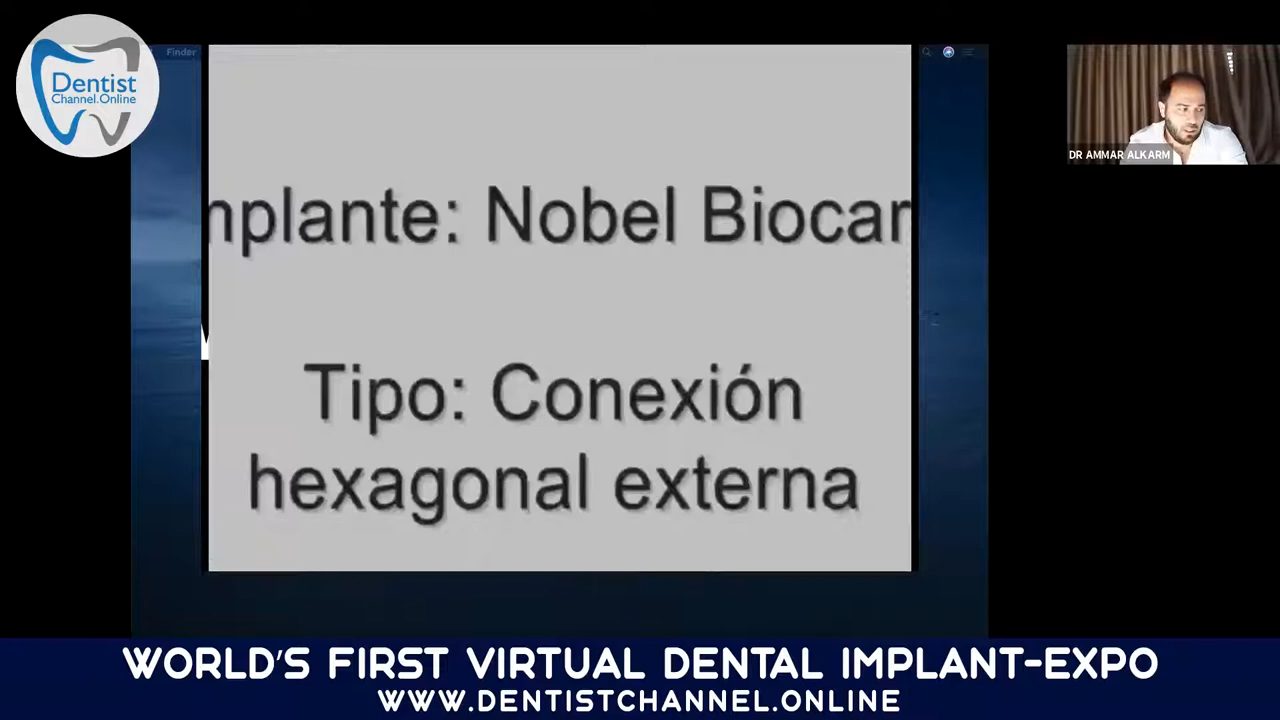 Dentist
Channel.Online
Finder
DR AMMAR ALKARM
mplante: Nobel Biocar
Tipo: Conexión
hexagonal externa
WORLD'S FIRST VIRTUAL DENTAL IMPLANT-EXPO
WWW.DENTISTCHANNEL.ONLINE